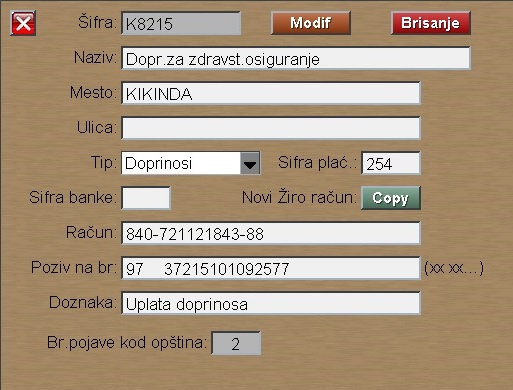 Šifra: K8215 Modif Brisanje
Naziv: Dopr.za zdravst.osiguranje
Mesto: KIKINDA
Ulica:
Tip: Doprinosi Sifra plać.: 254
Sifra banke: Novi Žiro račun: Copy
Račun: 840-721121843-88
Poziv na br: 97 37215101092577 (xx xx...)
Doznaka: Uplata doprinosa
Br.pojave kod opština: 2